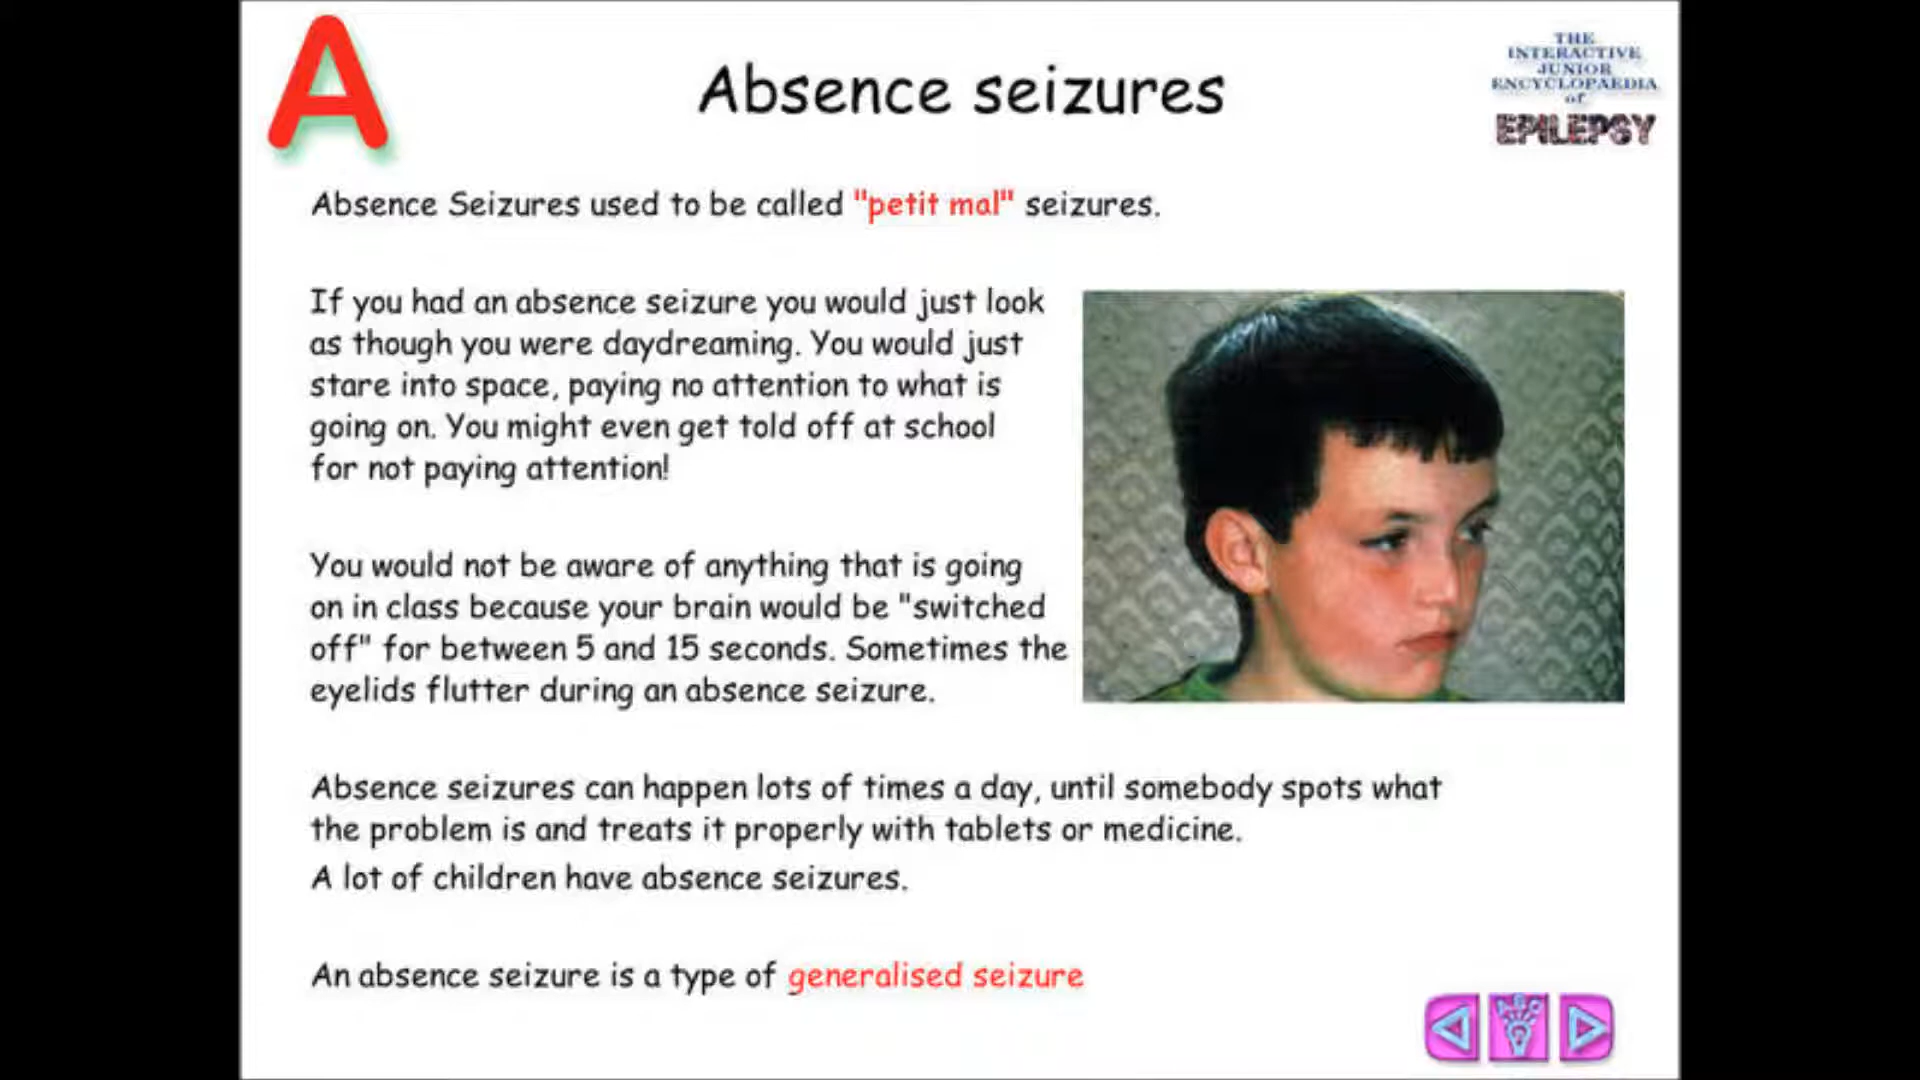 A
Absence seizures
THE
INTERACTIVE
JUNIOR
ENCYCLOPAEDIA
of
EPILEPSY
Absence Seizures used to be called "petit mal" seizures.
If you had an absence seizure you would just look
as though you were daydreaming. You would just
stare into space, paying no attention to what is
going on. You might even get told off at school
for not paying attention!
You would not be aware of anything that is going
on in class because your brain would be "switched
off" for between 5 and 15 seconds. Sometimes the
eyelids flutter during an absence seizure.
Absence seizures can happen lots of times a day, until somebody spots what
the problem is and treats it properly with tablets or medicine.
A lot of children have absence seizures.
An absence seizure is a type of generalised seizure